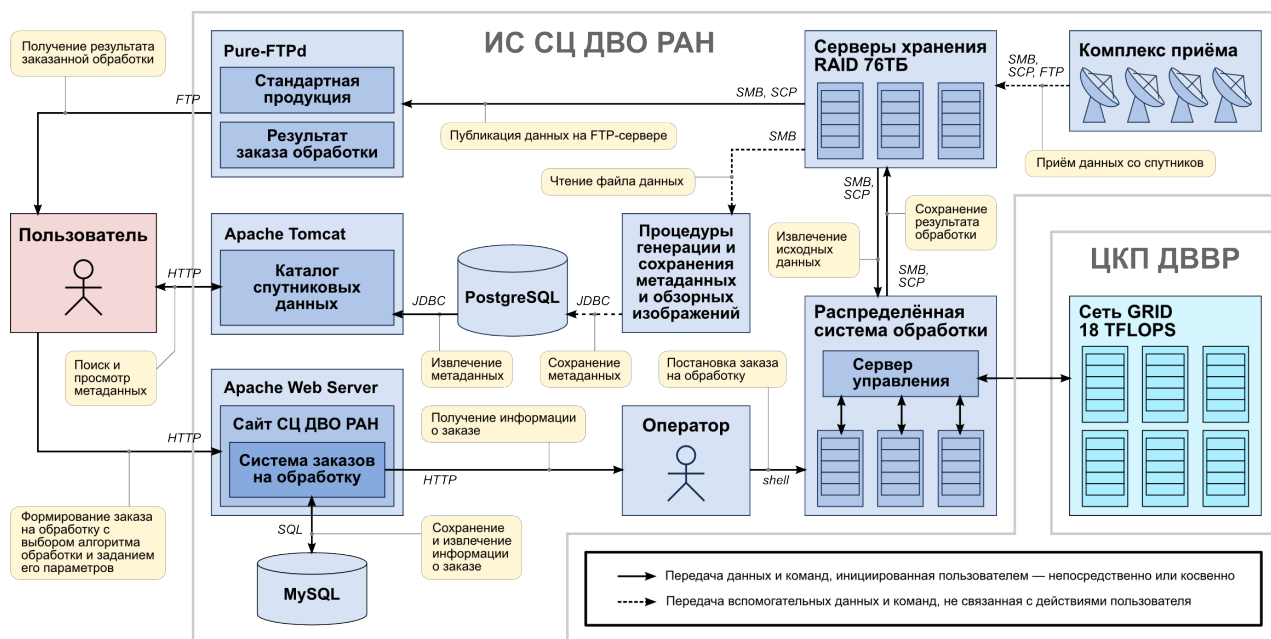 ИС СЦ ДВО РАН
Получение результата
заказанной обработки
FTP
Pure-FTPd
Стандартная
продукция
Результат
заказа обработки
SMB, SCP
Публикация данных на FTP-сервере
Серверы хранения
RAID 76ТБ
SMB,
SCP, FTP
Комплекс приёма
Приём данных со спутников
SMB
Чтение файла данных
SMB,
SCP
Извлечение
исходных
данных
Сохранение
результата
обработки
SMB,
SCP
Пользователь
HTTP
Поиск и
просмотр
метаданных
Apache Tomcat
Каталог
спутниковых
данных
JDBC
Извлечение
метаданных
PostgreSQL
JDBC
Сохранение
метаданных
Процедуры
генерации и
сохранения
метаданных
и обзорных
изображений
Распределённая
система обработки
Сервер
управления
ЦКП ДВВР
Сеть GRID
18 TFLOPS
HTTP
Формирование заказа
на обработку с
выбором алгоритма
обработки и заданием
его параметров
Apache Web Server
Сайт СЦ ДВО РАН
Система заказов
на обработку
Получение информации
о заказе
HTTP
Оператор
Постановка заказа
на обработку
shell
SQL
Сохранение
и извлечение
информации
о заказе
MySQL
Передача данных и команд, инициированная пользователем — непосредственно или косвенно
Передача вспомогательных данных и команд, не связанная с действиями пользователя